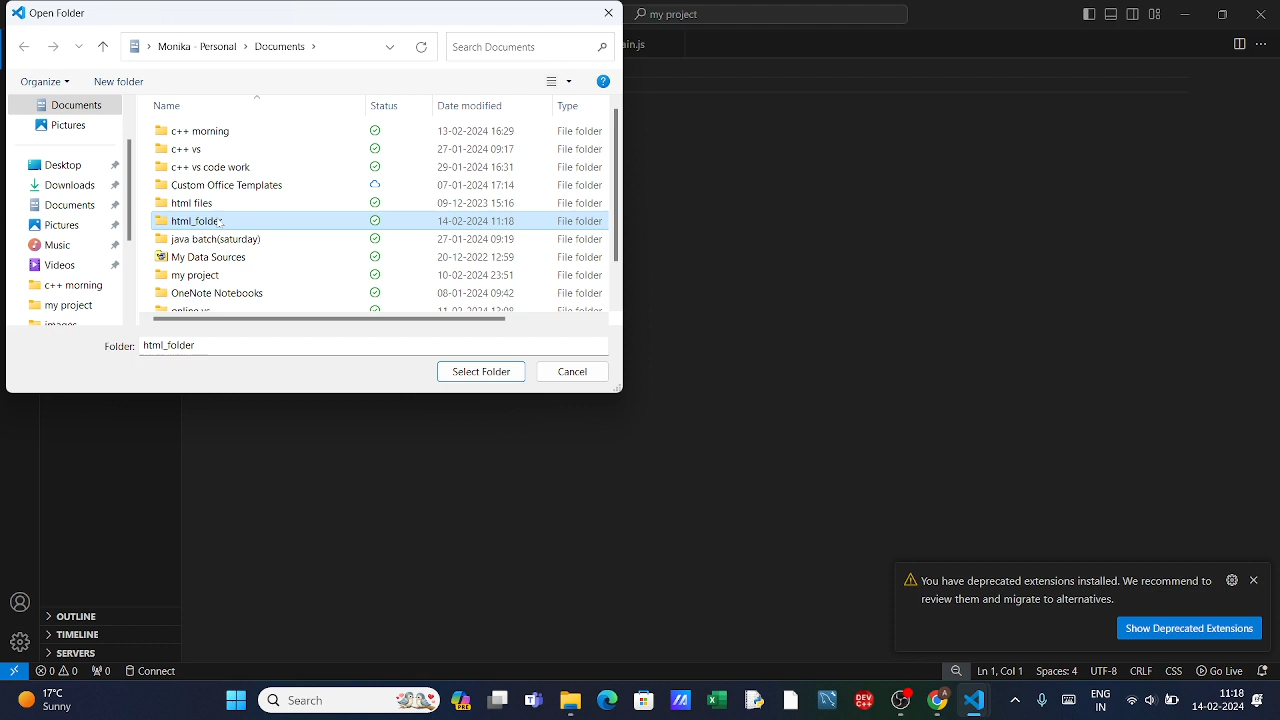 Open Folder
my project
Monika - Personal > Documents >
Search Documents
ain.js
Organize
New folder
Documents
Pictures
Desktop
Downloads
Documents
Pictures
Music
Videos
c++ morning
my project
images
Name Status Date modified Type
c++ morning 13-02-2024 16:29 File folder
c++ vs 27-01-2024 09:17 File folder
c++ vs code work 29-01-2024 16:31 File folder
Custom Office Templates 07-01-2024 17:14 File folder
html files 09-12-2023 15:16 File folder
html_folder 14-02-2024 11:18 File folder
java batch(saturday) 27-01-2024 09:19 File folder
My Data Sources 20-12-2022 12:59 File folder
my project 10-02-2024 23:51 File folder
OneNote Notebooks 08-01-2024 09:42 File folder
Folder: html_folder
Select Folder
Cancel
You have deprecated extensions installed. We recommend to
review them and migrate to alternatives.
Show Deprecated Extensions
OUTLINE
TIMELINE
SERVERS
0 0 0 Connect
Ln 1, Col 1 Spaces: 4 UTF-8 CRLF CSS Go Live
17°C
Sunny
Search
DEV
C++
A
ENG
IN
11:18
14-02-2024